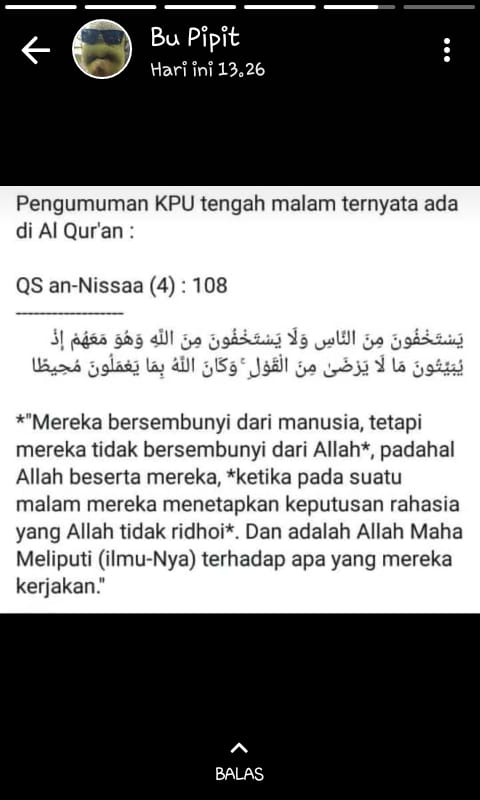 Bu Pipit
Hari ini 13.26
Pengumuman KPU tengah malam ternyata ada
di Al Qur'an :
QS an-Nissaa (4) : 108
--------------------
يَسْتَخْفُونَ مِنَ النَّاسِ وَلَا يَسْتَخْفُونَ مِنَ اللَّهِ وَهُوَ مَعَهُمْ إِذْ
يُبَيِّتُونَ مَا لَا يَرْضَىٰ مِنَ الْقَوْلِ ۚ وَكَانَ اللَّهُ بِمَا يَعْمَلُونَ مُحِيطًا
*"Mereka bersembunyi dari manusia, tetapi
mereka tidak bersembunyi dari Allah*, padahal
Allah beserta mereka, *ketika pada suatu
malam mereka menetapkan keputusan rahasia
yang Allah tidak ridhoi*. Dan adalah Allah Maha
Meliputi (ilmu-Nya) terhadap apa yang mereka
kerjakan."
BALAS